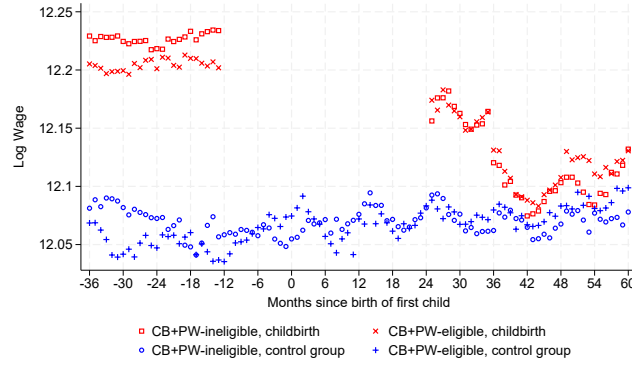 12.25
12.2
12.15
12.1
12.05
Log Wage
-36 -30 -24 -18 -12 -6 0 6 12 18 24 30 36 42 48 54 60
Months since birth of first child
CB+PW-ineligible, childbirth CB+PW-eligible, childbirth
CB+PW-ineligible, control group CB+PW-eligible, control group